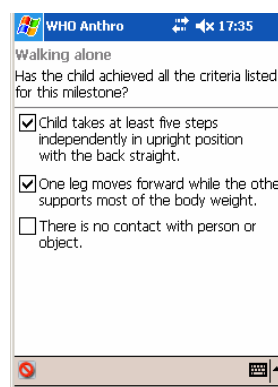 WHO Anthro 17:35
Walking alone
Has the child achieved all the criteria listed
for this milestone?
Child takes at least five steps
independently in upright position
with the back straight.
One leg moves forward while the othe
supports most of the body weight.
There is no contact with person or
object.